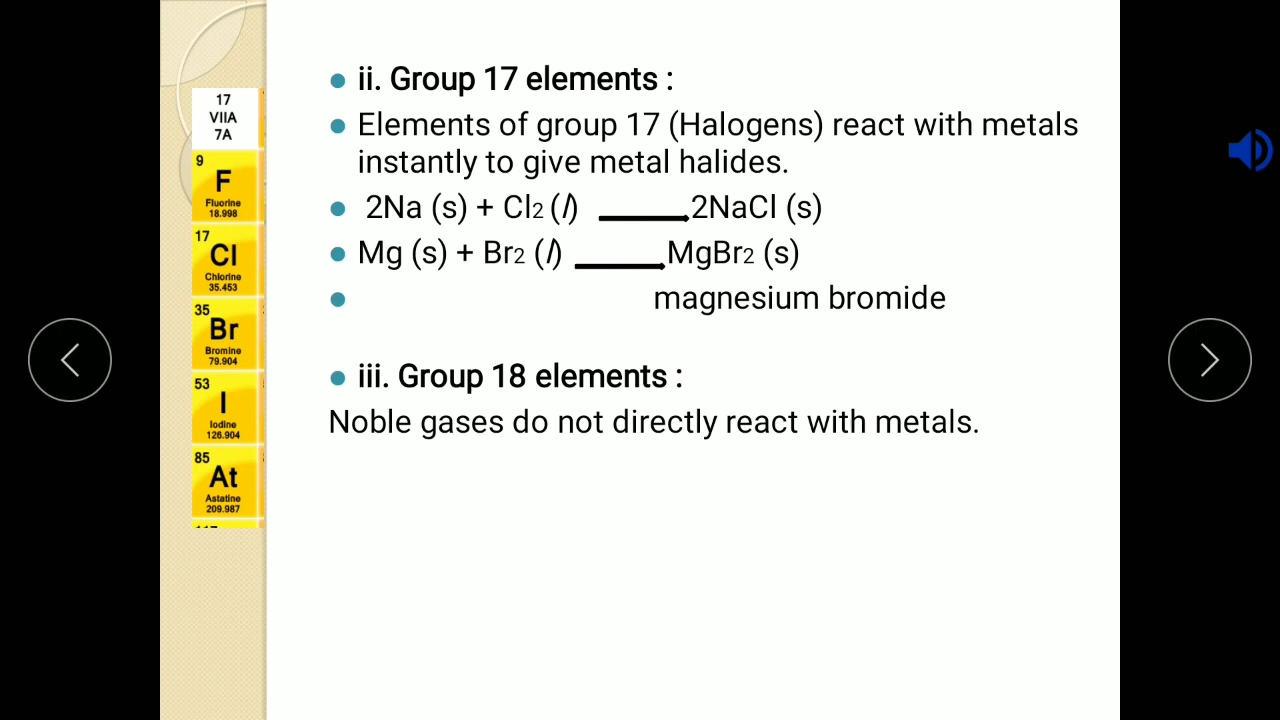 17
VIIA
7A
9
F
Fluorine
18.998
17
Cl
Chlorine
35.453
35
Br
Bromine
79.904
53
I
Iodine
126.904
85
At
Astatine
209.987
ii. Group 17 elements :
Elements of group 17 (Halogens) react with metals
instantly to give metal halides.
2Na (s) + Cl2 (l) 2NaCl (s)
Mg (s) + Br2 (l) MgBr2 (s)
magnesium bromide
iii. Group 18 elements :
Noble gases do not directly react with metals.